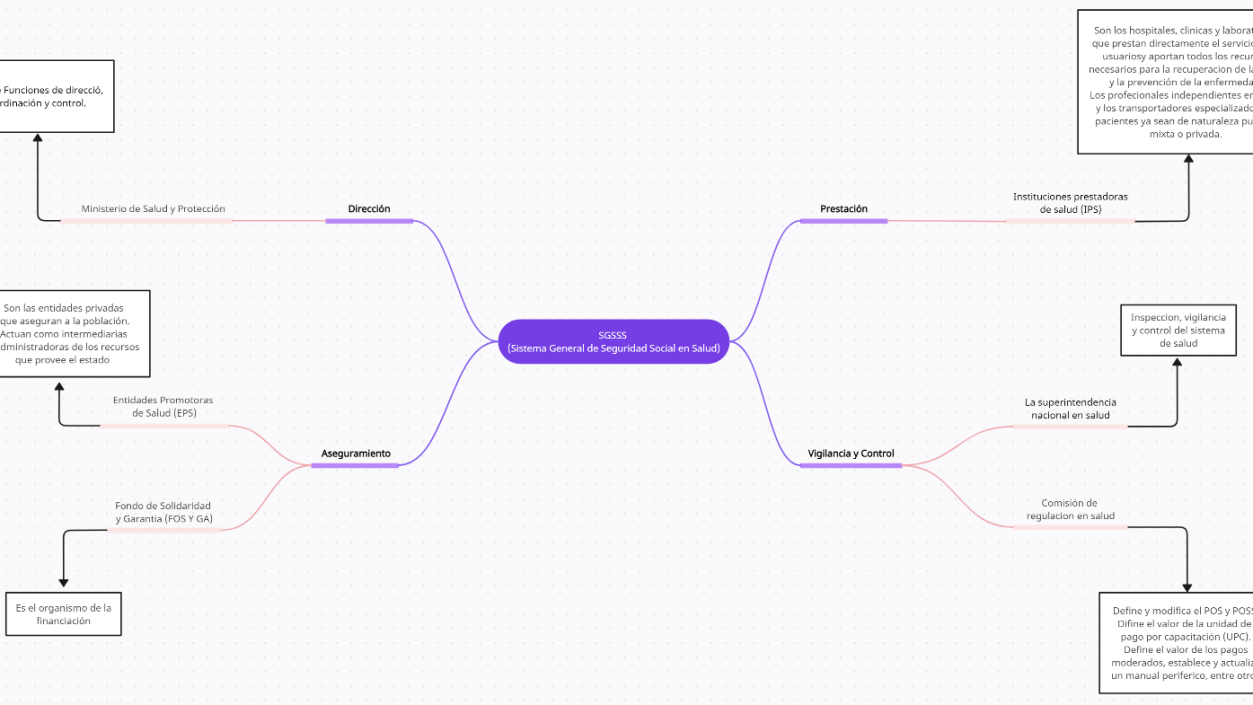 SGSSS
(Sistema General de Seguridad Social en Salud)
Dirección
Ministerio de Salud y Protección
Funciones de direcció,
rdinación y control.
Aseguramiento
Entidades Promotoras
de Salud (EPS)
Son las entidades privadas
que aseguran a la población.
Actuan como intermediarias
dministradoras de los recursos
que provee el estado
Fondo de Solidaridad
y Garantia (FOS Y GA)
Es el organismo de la
financiación
Prestación
Instituciones prestadoras
de salud (IPS)
Son los hospitales, clinicas y laborat
que prestan directamente el servicio
usuariosy aportan todos los recur
necesarios para la recuperacion de la
y la prevención de la enfermeda
Los profecionales independientes en
y los transportadores especializado
pacientes ya sean de naturaleza pu
mixta o privada.
Vigilancia y Control
La superintendencia
nacional en salud
Inspeccion, vigilancia
y control del sistema
de salud
Comisión de
regulacion en salud
Define y modifica el POS y POSS
Difine el valor de la unidad de
pago por capacitación (UPC).
Define el valor de los pagos
moderados, establece y actualiz
un manual periferico, entre otro